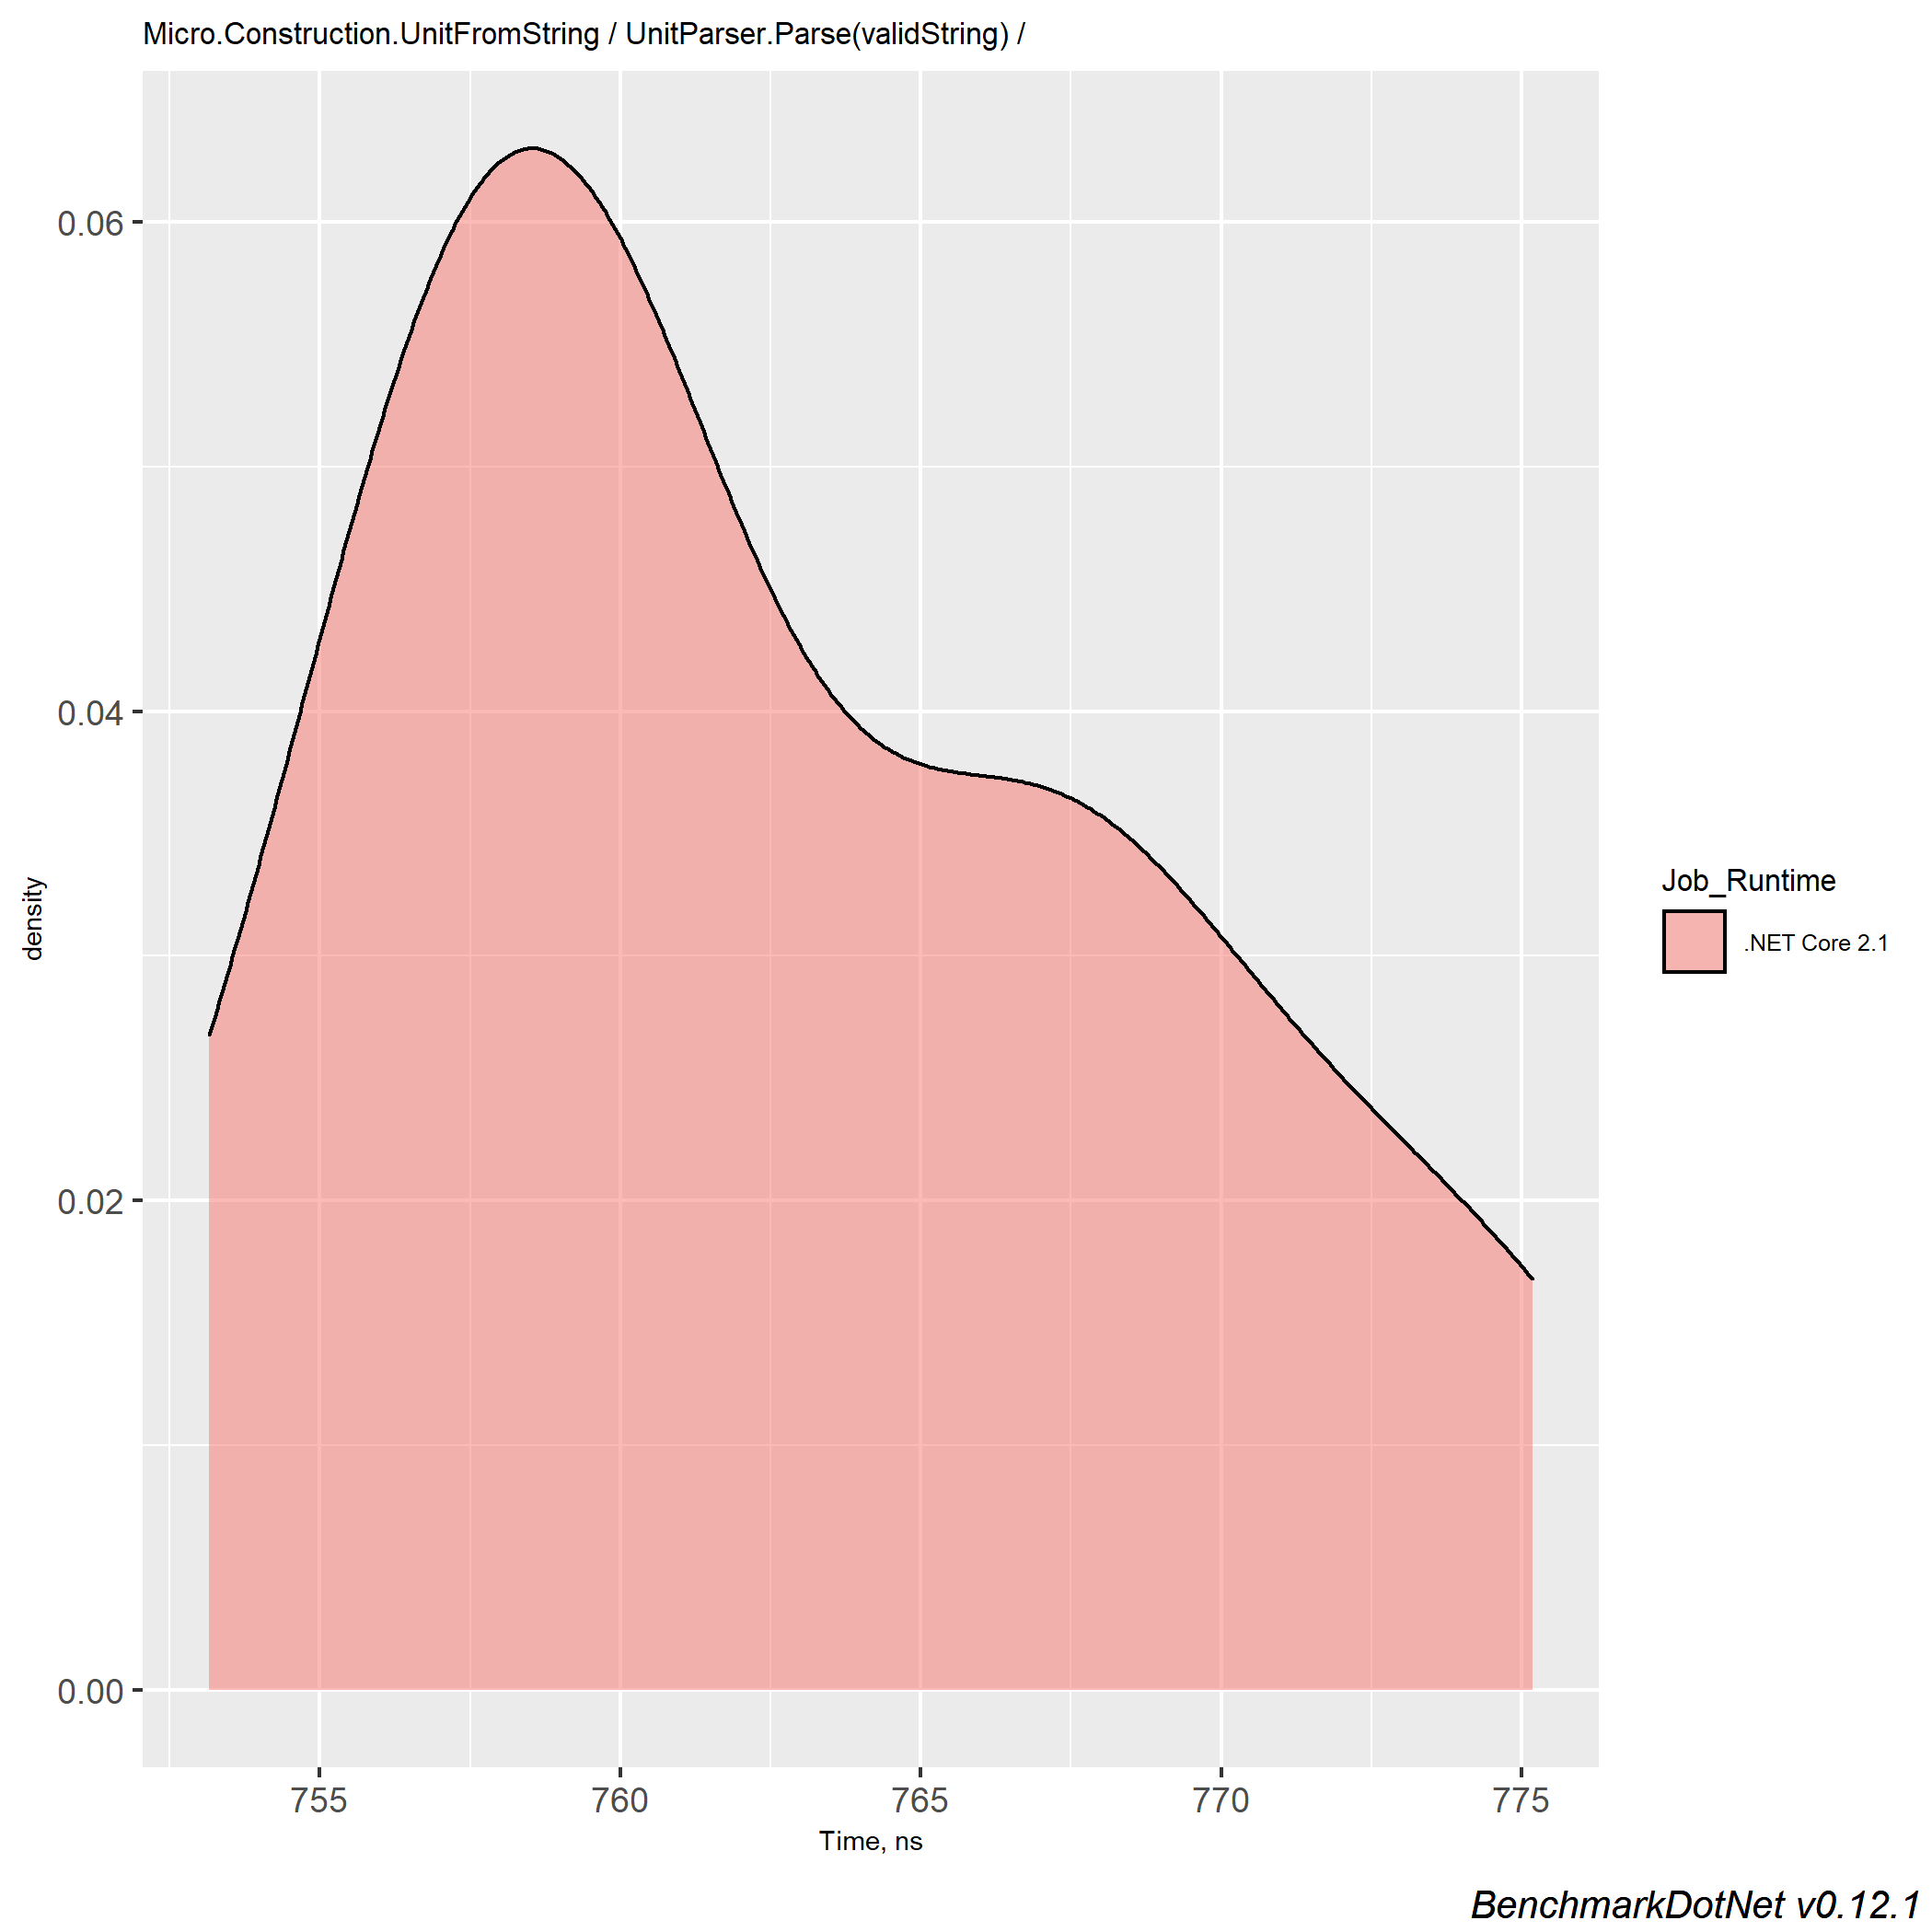 Micro.Construction.UnitFromString / UnitParser.Parse(validString) /
0.06
0.04
0.02
0.00
density
755 760 765 770 775
Time, ns
Job_Runtime
.NET Core 2.1
BenchmarkDotNet v0.12.1